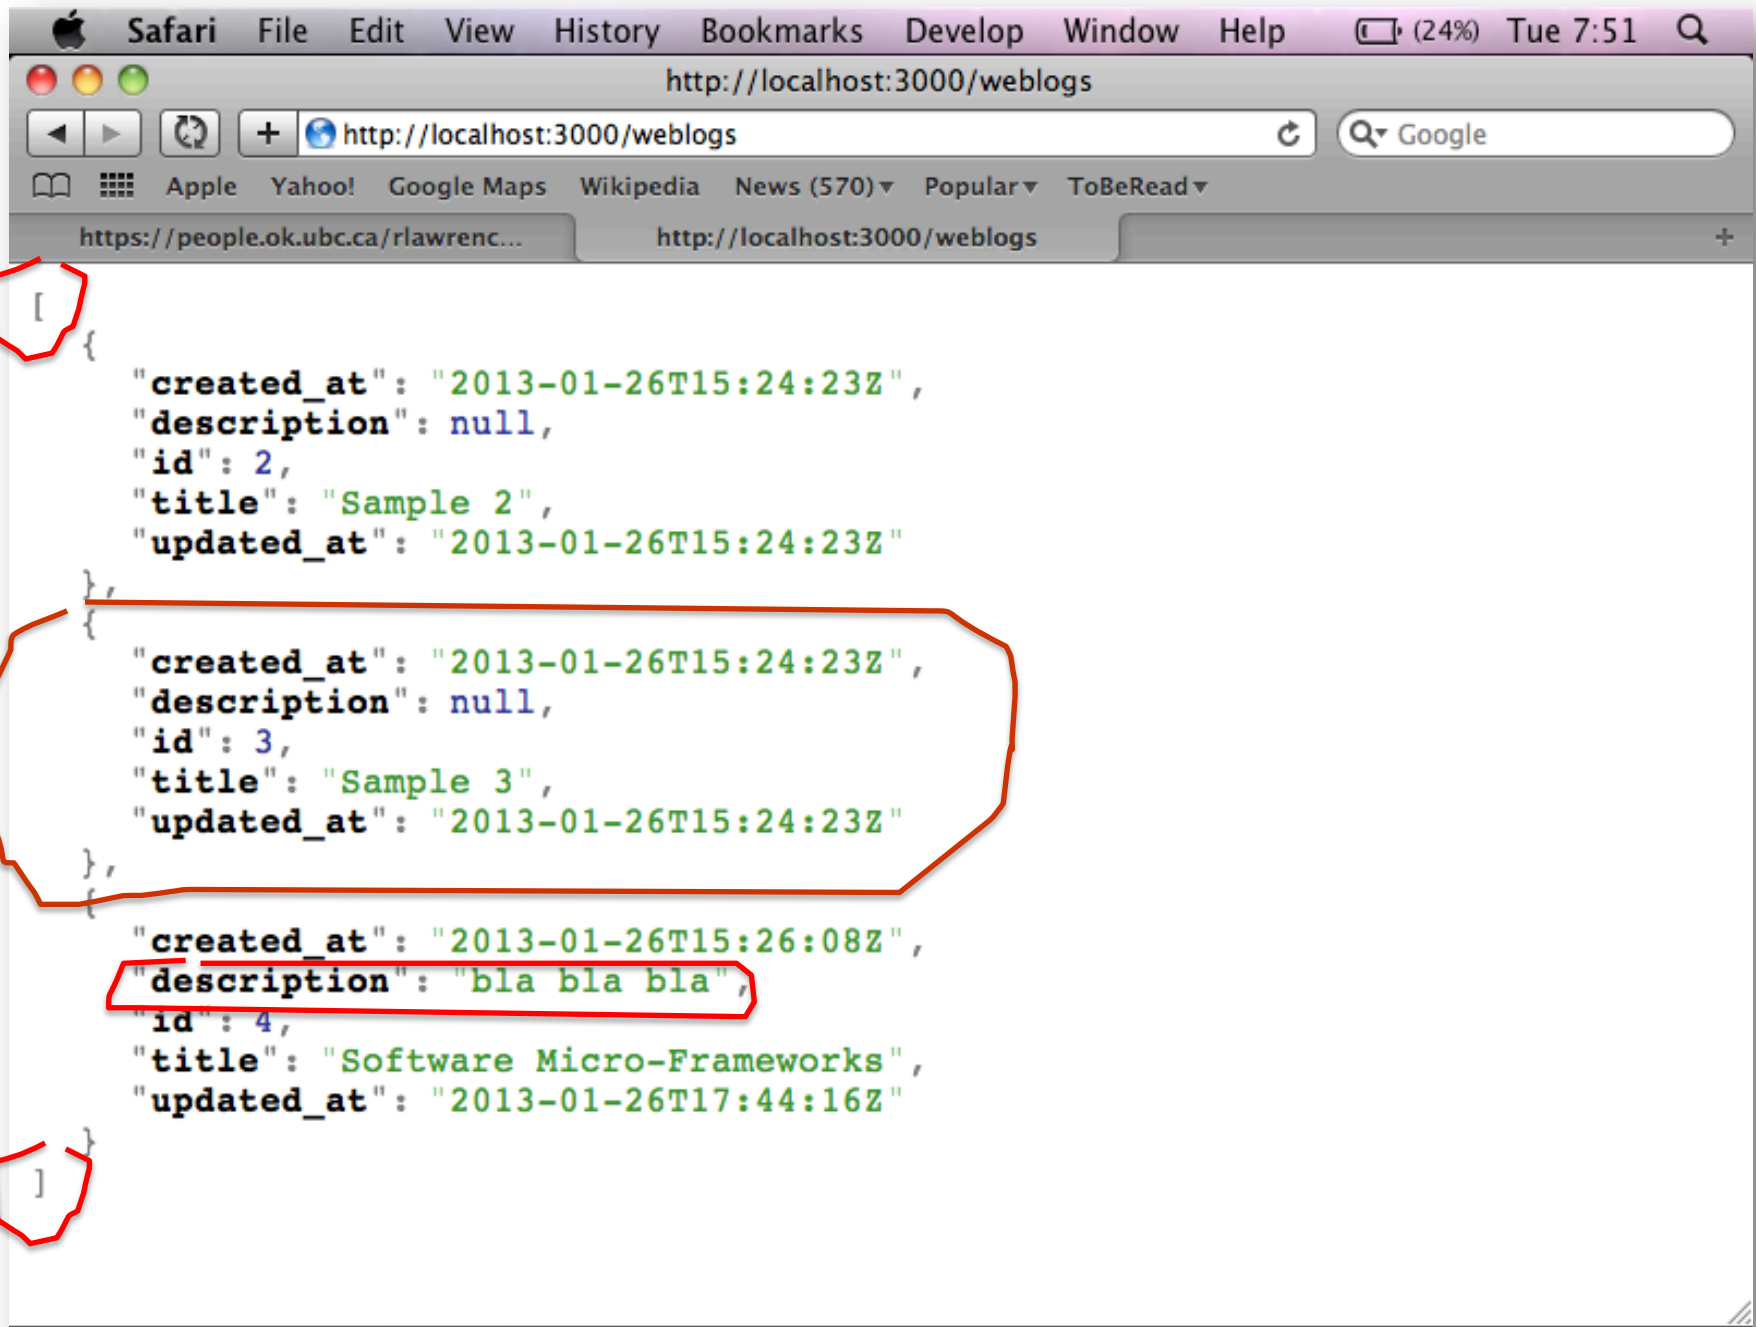 Safari File Edit View History Bookmarks Develop Window Help (24%) Tue 7:51
http://localhost:3000/weblogs
+ http://localhost:3000/weblogs Google
Apple Yahoo! Google Maps Wikipedia News (570) Popular ToBeRead
https://people.ok.ubc.ca/rlawrenc... http://localhost:3000/weblogs +
[
{
"created_at": "2013-01-26T15:24:23Z",
"description": null,
"id": 2,
"title": "Sample 2",
"updated_at": "2013-01-26T15:24:23Z"
},
{
"created_at": "2013-01-26T15:24:23Z",
"description": null,
"id": 3,
"title": "Sample 3",
"updated_at": "2013-01-26T15:24:23Z"
},
{
"created_at": "2013-01-26T15:26:08Z",
"description": "bla bla bla",
"id": 4,
"title": "Software Micro-Frameworks",
"updated_at": "2013-01-26T17:44:16Z"
}
]